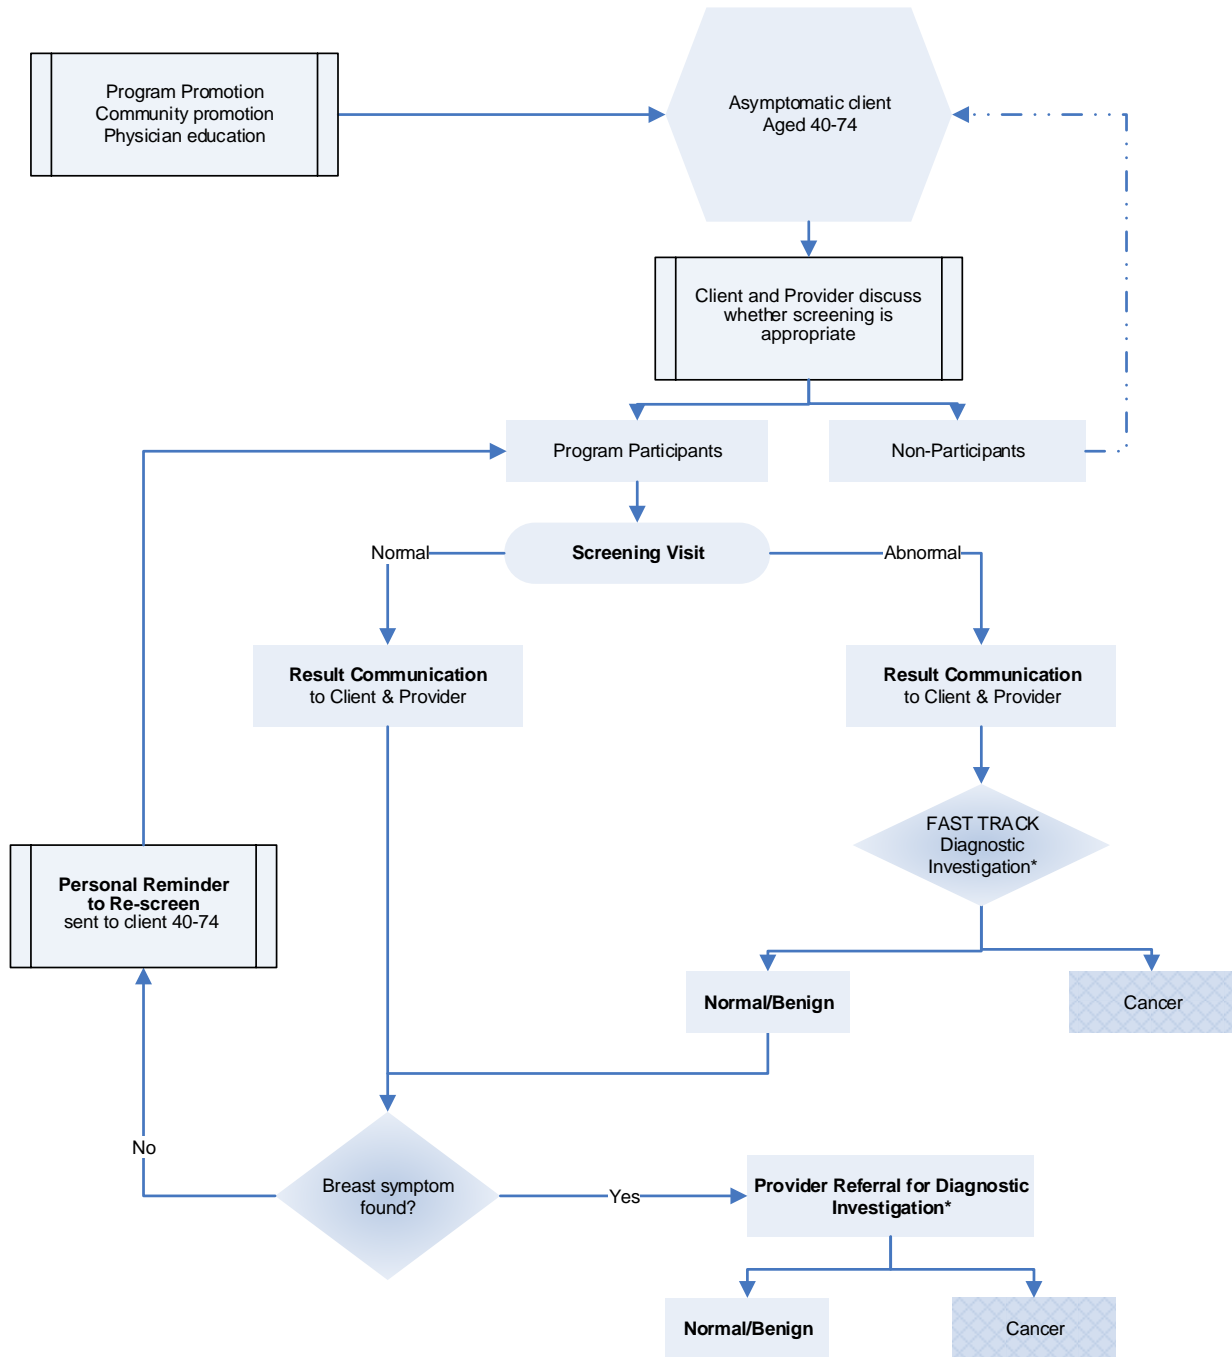 Program Promotion
Community promotion
Physician education
Asymptomatic client
Aged 40-74
Client and Provider discuss
whether screening is
appropriate
Program Participants
Non-Participants
Normal
Screening Visit
Abnormal
Result Communication
to Client & Provider
Result Communication
to Client & Provider
FAST TRACK
Diagnostic
Investigation*
Personal Reminder
to Re-screen
sent to client 40-74
Normal/Benign
Cancer
No
Breast symptom
found?
Yes
Provider Referral for Diagnostic
Investigation*
Normal/Benign
Cancer